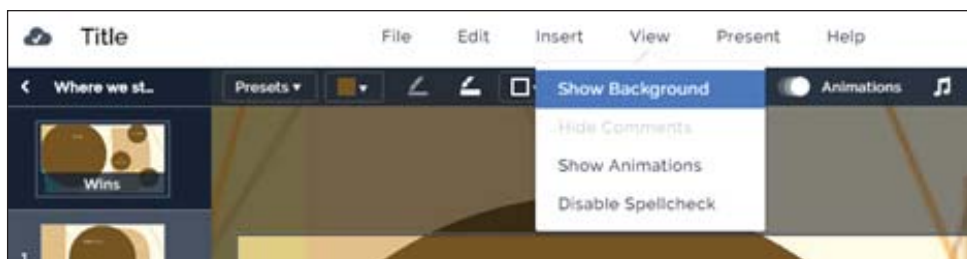 Title File Edit Insert View Present Help
Where we st... Presets Animations
Show Background
Hide Comments
Show Animations
Disable Spellcheck
Wins
1